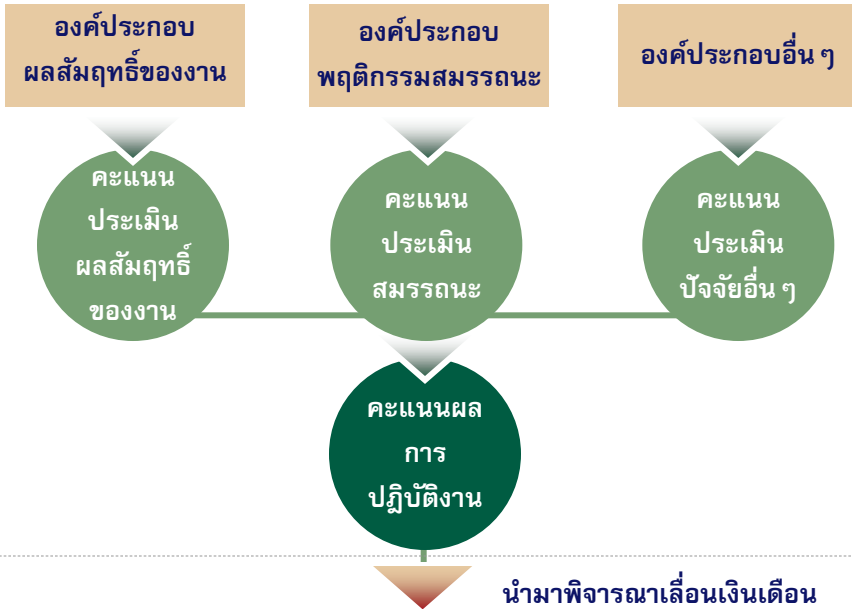 องค์ประกอบ
ผลสัมฤทธิ์ของงาน
องค์ประกอบ
พฤติกรรมสมรรถนะ
องค์ประกอบอื่น ๆ
คะแนน
ประเมิน
ผลสัมฤทธิ์
ของงาน
คะแนน
ประเมิน
สมรรถนะ
คะแนน
ประเมิน
ปัจจัยอื่น ๆ
คะแนนผล
การ
ปฏิบัติงาน
นำมาพิจารณาเลื่อนเงินเดือน